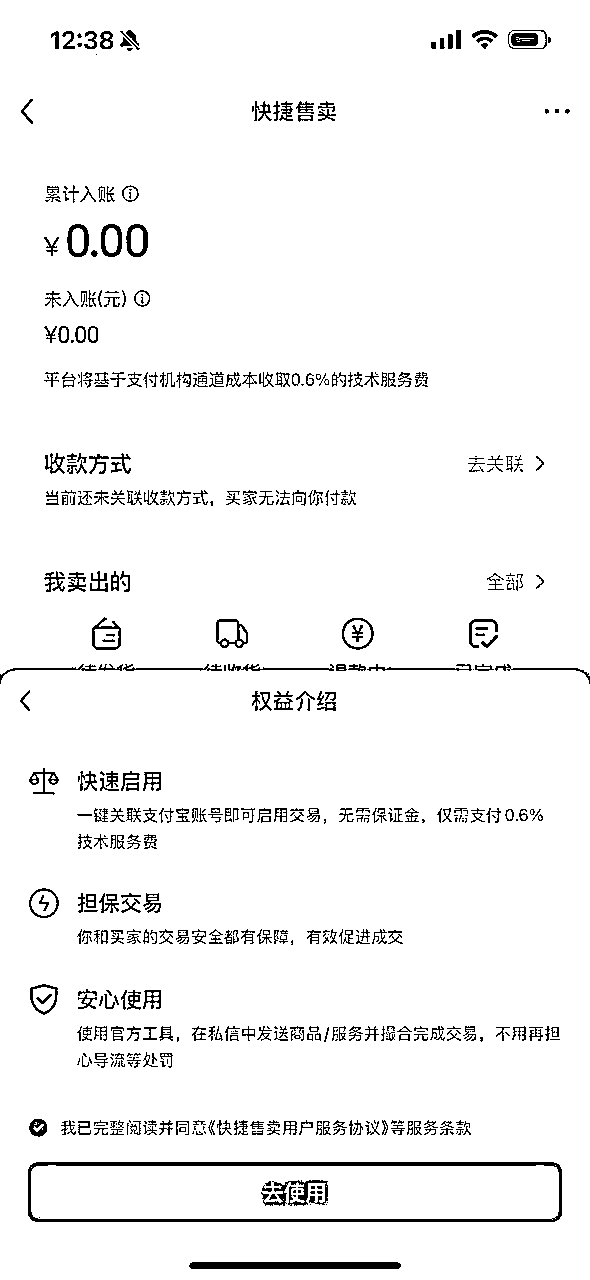 12:38
快捷售卖
累计入账
¥0.00
未入账(元)
¥0.00
平台将基于支付机构通道成本收取0.6%的技术服务费
收款方式
去关联
当前还未关联收款方式，买家无法向你付款
我卖出的
全部
权益介绍
快速启用
一键关联支付宝账号即可启用交易，无需保证金，仅需支付0.6%
技术服务费
担保交易
你和买家的交易安全都有保障，有效促进成交
安心使用
使用官方工具，在私信中发送商品/服务并撮合完成交易，不用再担
心导流等处罚
我已完整阅读并同意《快捷售卖用户服务协议》等服务条款
去使用